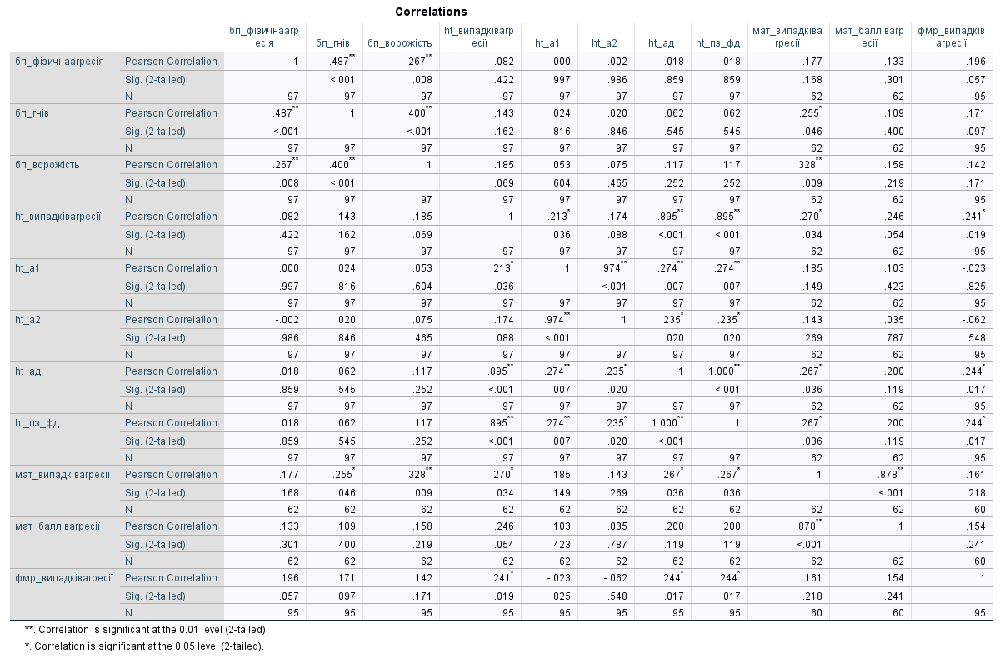 Correlations
бп_фізичнаагр
есія бп_гнів бп_ворожість ht_випадківагр
есії ht_а1 ht_а2 ht_ад ht_пз_фд мат_випадківа
гресії мат_баллівагр
есії фмр_випадків
агресії
бп_фізичнаагресія Pearson Correlation 1 .487** .267** .082 .000 -.002 .018 .018 .177 .133 .196
Sig. (2-tailed) <.001 .008 .422 .997 .986 .859 .859 .168 .301 .057
N 97 97 97 97 97 97 97 97 62 62 95
бп_гнів Pearson Correlation .487** 1 .400** .143 .024 .020 .062 .062 .255* .109 .171
Sig. (2-tailed) <.001 <.001 .162 .816 .846 .545 .545 .046 .400 .097
N 97 97 97 97 97 97 97 97 62 62 95
бп_ворожість Pearson Correlation .267** .400** 1 .185 .053 .075 .117 .117 .328** .158 .142
Sig. (2-tailed) .008 <.001 .069 .604 .465 .252 .252 .009 .219 .171
N 97 97 97 97 97 97 97 97 62 62 95
ht_випадківагресії Pearson Correlation .082 .143 .185 1 .213* .174 .895** .895** .270* .246 .241*
Sig. (2-tailed) .422 .162 .069 .036 .088 <.001 <.001 .034 .054 .019
N 97 97 97 97 97 97 97 97 62 62 95
ht_а1 Pearson Correlation .000 .024 .053 .213* 1 .974** .274** .274** .185 .103 -.023
Sig. (2-tailed) .997 .816 .604 .036 <.001 .007 .007 .149 .423 .825
N 97 97 97 97 97 97 97 97 62 62 95
ht_а2 Pearson Correlation -.002 .020 .075 .174 .974** 1 .235* .235* .143 .035 -.062
Sig. (2-tailed) .986 .846 .465 .088 <.001 .020 .020 .269 .787 .548
N 97 97 97 97 97 97 97 97 62 62 95
ht_ад Pearson Correlation .018 .062 .117 .895** .274** .235* 1 1.000** .267* .200 .244*
Sig. (2-tailed) .859 .545 .252 <.001 .007 .020 <.001 .036 .119 .017
N 97 97 97 97 97 97 97 97 62 62 95
ht_пз_фд Pearson Correlation .018 .062 .117 .895** .274** .235* 1.000** 1 .267* .200 .244*
Sig. (2-tailed) .859 .545 .252 <.001 .007 .020 <.001 .036 .119 .017
N 97 97 97 97 97 97 97 97 62 62 95
мат_випадківагресії Pearson Correlation .177 .255* .328** .270* .185 .143 .267* .267* 1 .878** .161
Sig. (2-tailed) .168 .046 .009 .034 .149 .269 .036 .036 <.001 .218
N 62 62 62 62 62 62 62 62 62 62 60
мат_баллівагресії Pearson Correlation .133 .109 .158 .246 .103 .035 .200 .200 .878** 1 .154
Sig. (2-tailed) .301 .400 .219 .054 .423 .787 .119 .119 <.001 .241
N 62 62 62 62 62 62 62 62 62 62 60
фмр_випадківагресії Pearson Correlation .196 .171 .142 .241* -.023 -.062 .244* .244* .161 .154 1
Sig. (2-tailed) .057 .097 .171 .019 .825 .548 .017 .017 .218 .241
N 95 95 95 95 95 95 95 95 60 60 95
**. Correlation is significant at the 0.01 level (2-tailed).
*. Correlation is significant at the 0.05 level (2-tailed).